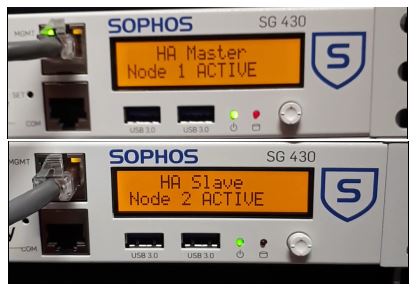 MGMT
SOPHOS
SG 430
HA Master
Node 1 ACTIVE
S
SET
COM
USB 3.0
USB 3.0
MGMT
SOPHOS
SG 430
HA Slave
Node 2 ACTIVE
S
COM
USB 3.0
USB 3.0